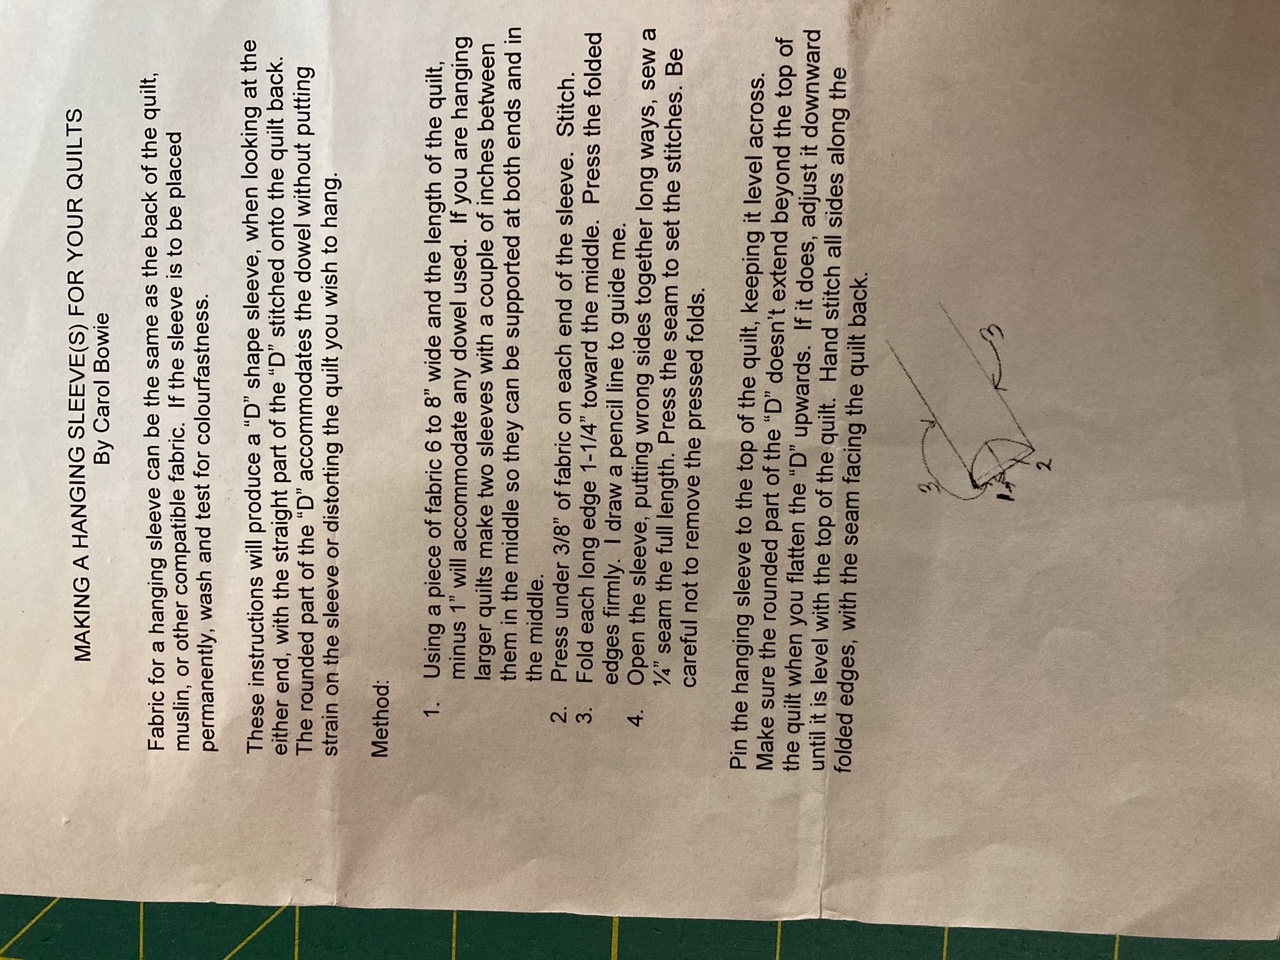 MAKING A HANGING SLEEVE(S) FOR YOUR QUILTS
By Carol Bowie
Fabric for a hanging sleeve can be the same as the back of the quilt,
muslin, or other compatible fabric.  If the sleeve is to be placed
permanently, wash and test for colourfastness.
These instructions will produce a "D" shape sleeve, when looking at the
either end, with the straight part of the "D" stitched onto the quilt back.
The rounded part of the "D" accommodates the dowel without putting
strain on the sleeve or distorting the quilt you wish to hang.
Method:
1. Using a piece of fabric 6 to 8" wide and the length of the quilt,
minus 1" will accommodate any dowel used.  If you are hanging
larger quilts make two sleeves with a couple of inches between
them in the middle so they can be supported at both ends and in
the middle.
2. Press under 3/8" of fabric on each end of the sleeve.  Stitch.
3. Fold each long edge 1-1/4" toward the middle.  Press the folded
edges firmly.  I draw a pencil line to guide me.
4. Open the sleeve, putting wrong sides together long ways, sew a
¼" seam the full length. Press the seam to set the stitches.  Be
careful not to remove the pressed folds.
Pin the hanging sleeve to the top of the quilt, keeping it level across.
Make sure the rounded part of the "D" doesn't extend beyond the top of
the quilt when you flatten the "D" upwards.  If it does, adjust it downward
until it is level with the top of the quilt.  Hand stitch all sides along the
folded edges, with the seam facing the quilt back.
3
3
1
2